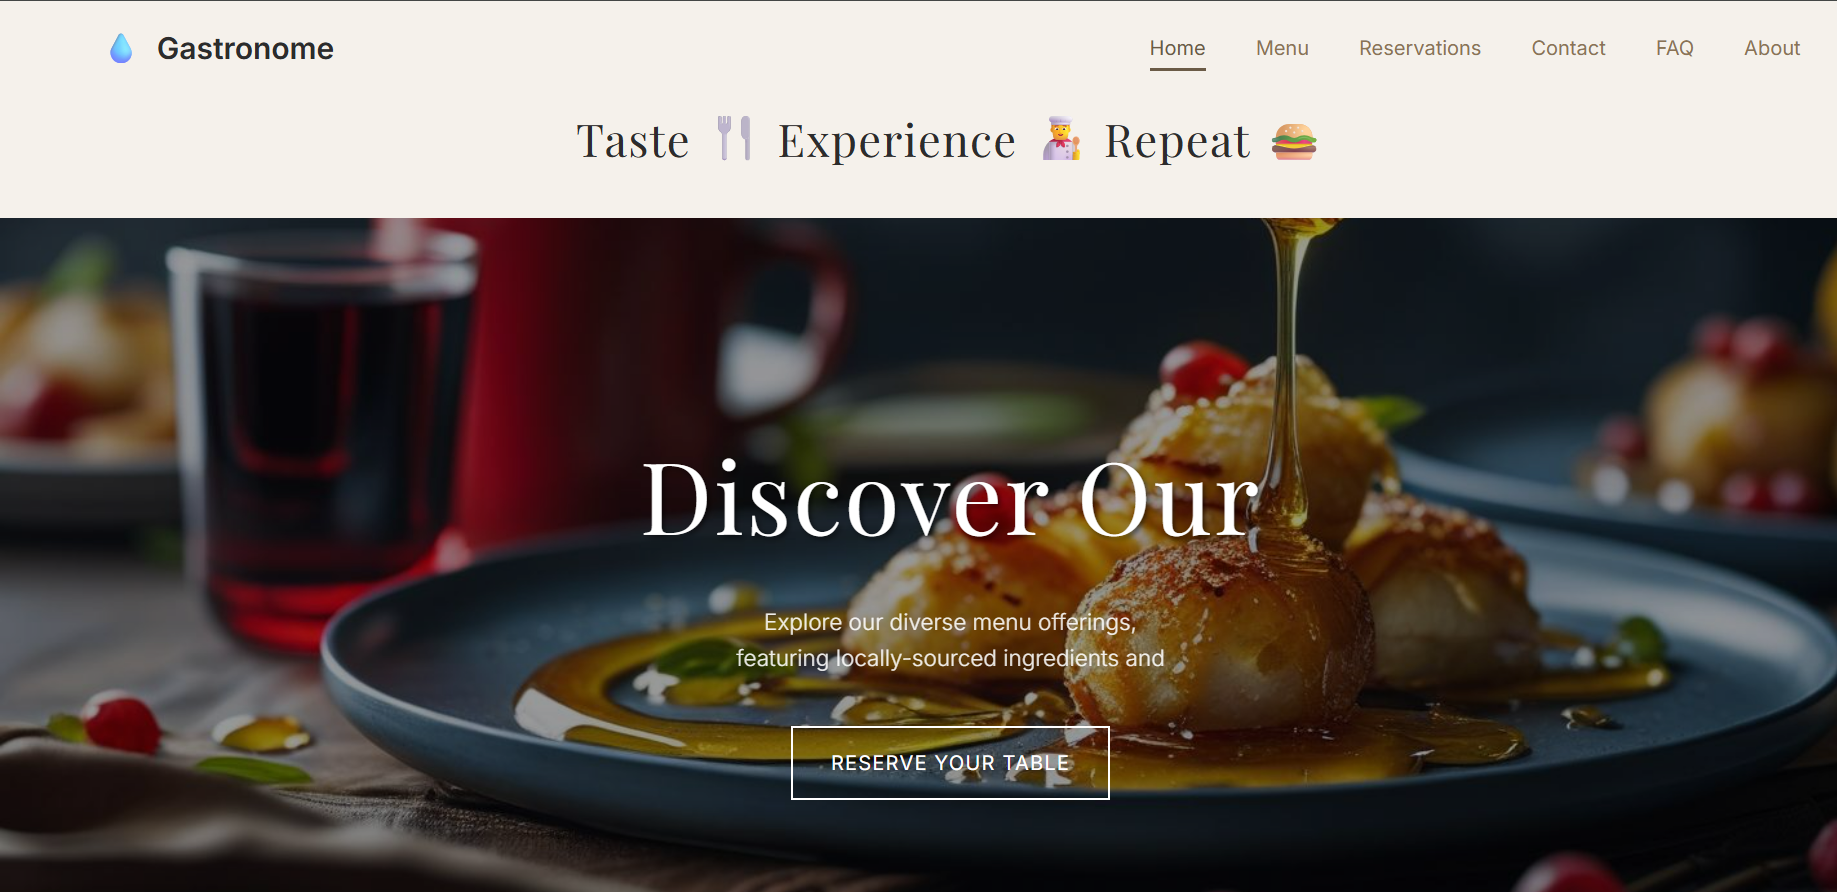 Gastronome
Home Menu Reservations Contact FAQ About
Taste 🍴 Experience 🧑‍🍳 Repeat 🍔
Discover Our
Explore our diverse menu offerings,
featuring locally-sourced ingredients and
RESERVE YOUR TABLE